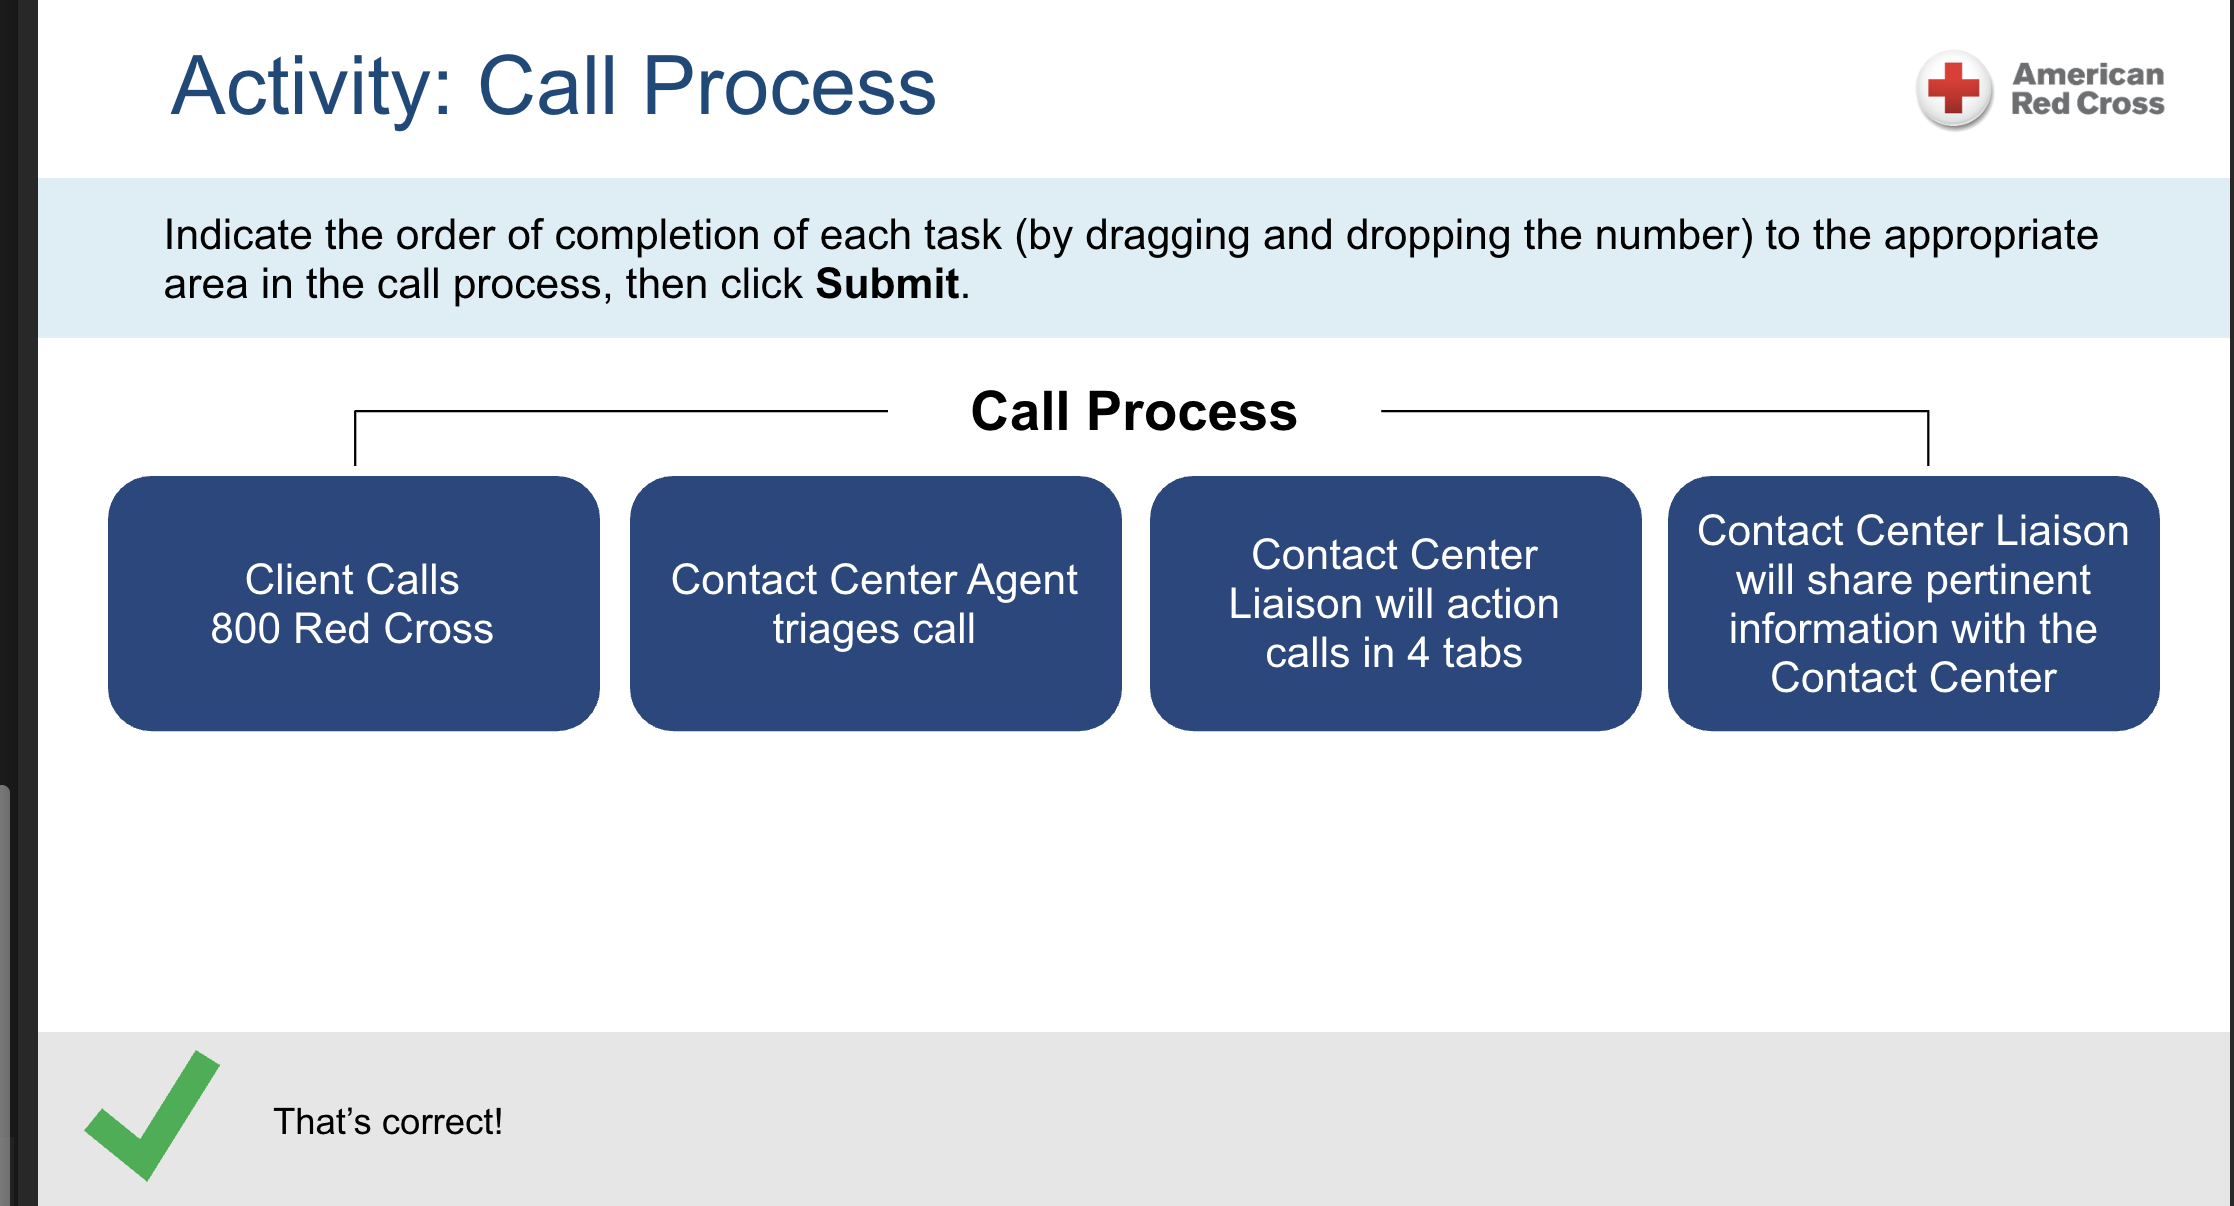 Activity: Call Process
American
Red Cross
Indicate the order of completion of each task (by dragging and dropping the number) to the appropriate
area in the call process, then click Submit.
Call Process
Client Calls
800 Red Cross
Contact Center Agent
triages call
Contact Center
Liaison will action
calls in 4 tabs
Contact Center Liaison
will share pertinent
information with the
Contact Center
That’s correct!